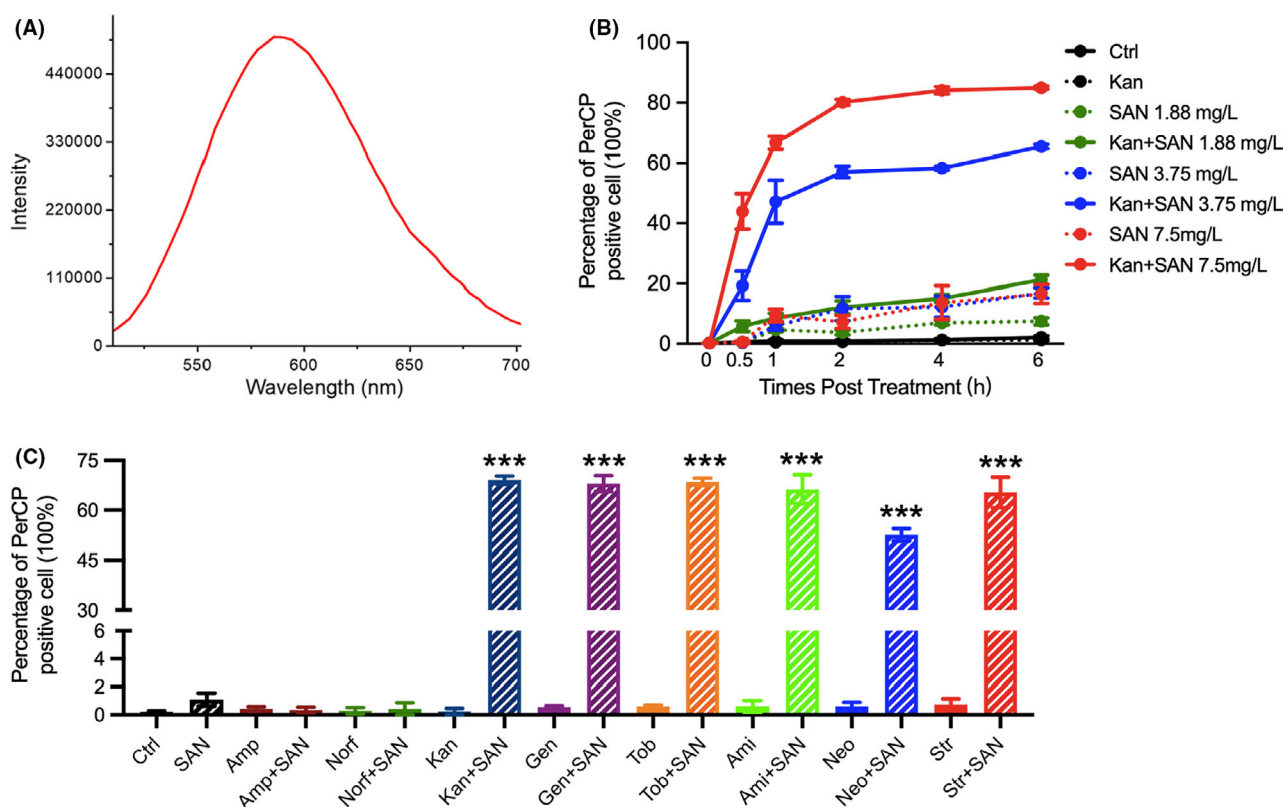 (A)
Intensity
440000
330000
220000
110000
0
550
600
650
700
Wavelength (nm)
(B)
Percentage of PerCP
positive cell (100%)
100
80
60
40
20
0
0
0.5
1
2
4
6
Times Post Treatment (h)
Ctrl
Kan
SAN 1.88 mg/L
Kan+SAN 1.88 mg/L
SAN 3.75 mg/L
Kan+SAN 3.75 mg/L
SAN 7.5mg/L
Kan+SAN 7.5mg/L
(C)
Percentage of PerCP
positive cell (100%)
75
60
45
30
6
4
2
0
***
***
***
***
***
***
Ctrl
SAN
Amp
Amp+SAN
Norf
Norf+SAN
Kan
Kan+SAN
Gen
Gen+SAN
Tob
Tob+SAN
Ami
Ami+SAN
Neo
Neo+SAN
Str
Str+SAN